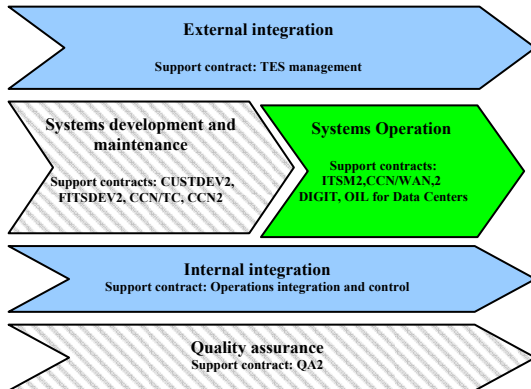 External integration
Support contract: TES management
Systems development and
maintenance
Support contracts: CUSTDEV2,
FITSDEV2, CCN/TC, CCN2
Systems Operation
Support contracts:
ITSM2,CCN/WAN,2
DIGIT, OIL for Data Centers
Internal integration
Support contract: Operations integration and control
Quality assurance
Support contract: QA2